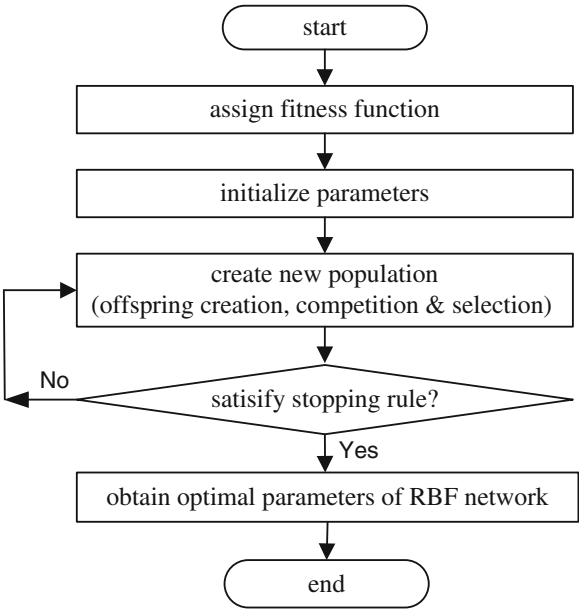 start
assign fitness function
initialize parameters
create new population
(offspring creation, competition & selection)
No
satisify stopping rule?
Yes
obtain optimal parameters of RBF network
end